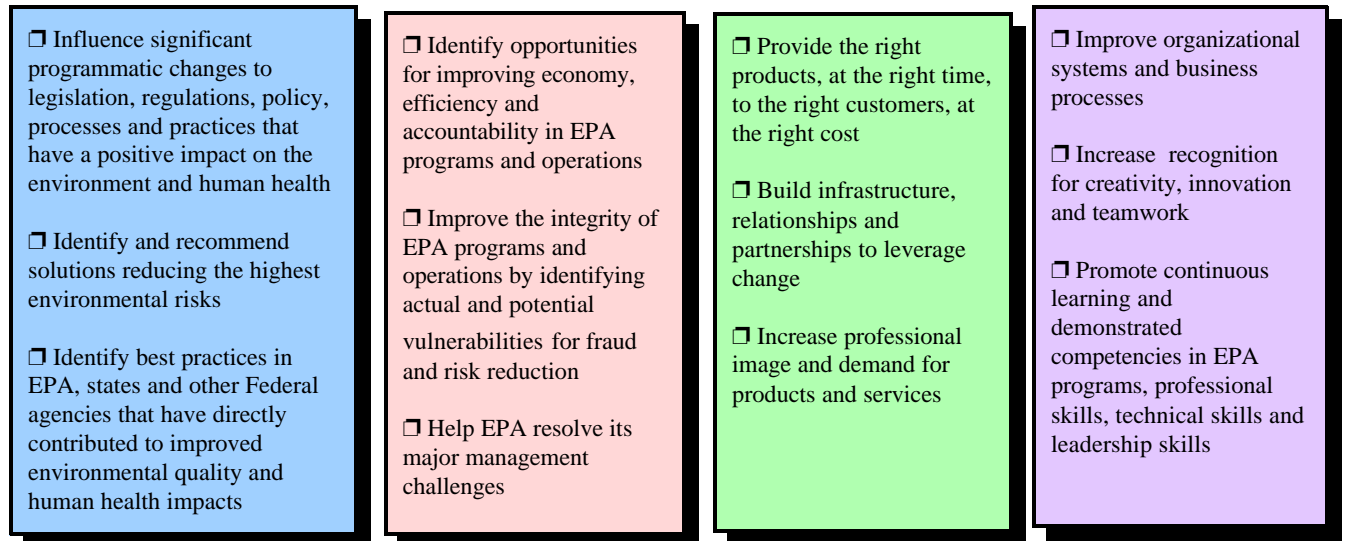 ❐ Influence significant
programmatic changes to
legislation, regulations, policy,
processes and practices that
have a positive impact on the
environment and human health
❐ Identify and recommend
solutions reducing the highest
environmental risks
❐ Identify best practices in
EPA, states and other Federal
agencies that have directly
contributed to improved
environmental quality and
human health impacts
❐ Identify opportunities
for improving economy,
efficiency and
accountability in EPA
programs and operations
❐ Improve the integrity of
EPA programs and
operations by identifying
actual and potential
vulnerabilities for fraud
and risk reduction
❐ Help EPA resolve its
major management
challenges
❐ Provide the right
products, at the right time,
to the right customers, at
the right cost
❐ Build infrastructure,
relationships and
partnerships to leverage
change
❐ Increase professional
image and demand for
products and services
❐ Improve organizational
systems and business
processes
❐ Increase  recognition
for creativity, innovation
and teamwork
❐ Promote continuous
learning and
demonstrated
competencies in EPA
programs, professional
skills, technical skills and
leadership skills